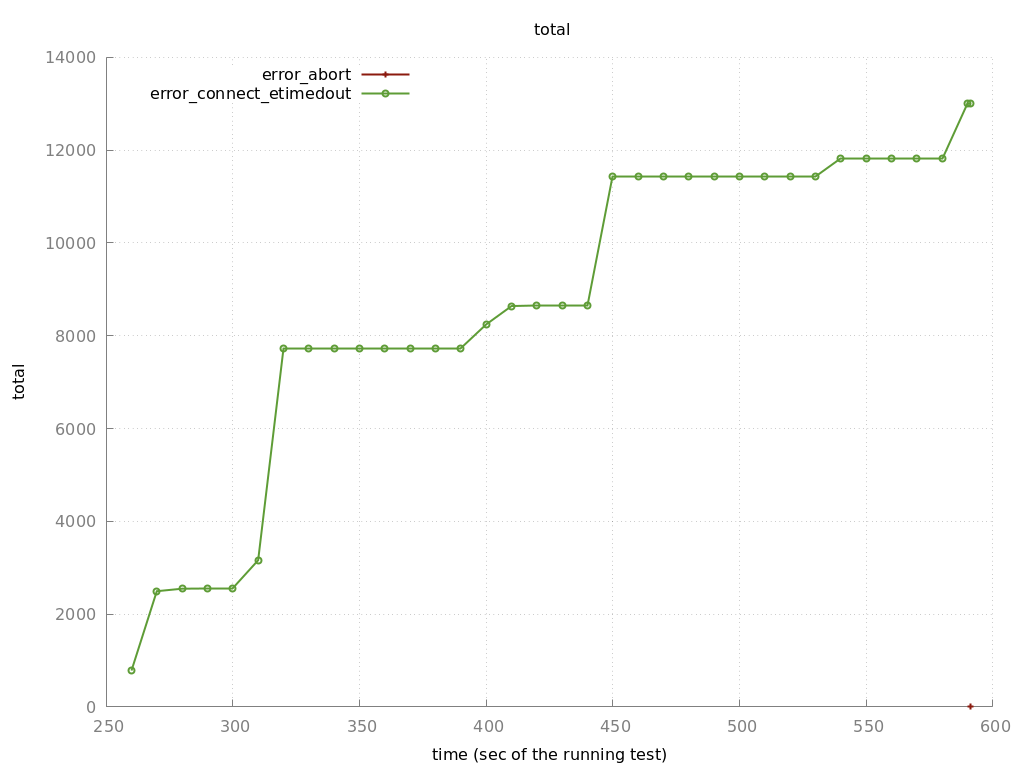 total
14000
error_abort
error_connect_etimedout
12000
10000
8000
total
6000
4000
2000
0
250 300 350 400 450 500 550 600
time (sec of the running test)